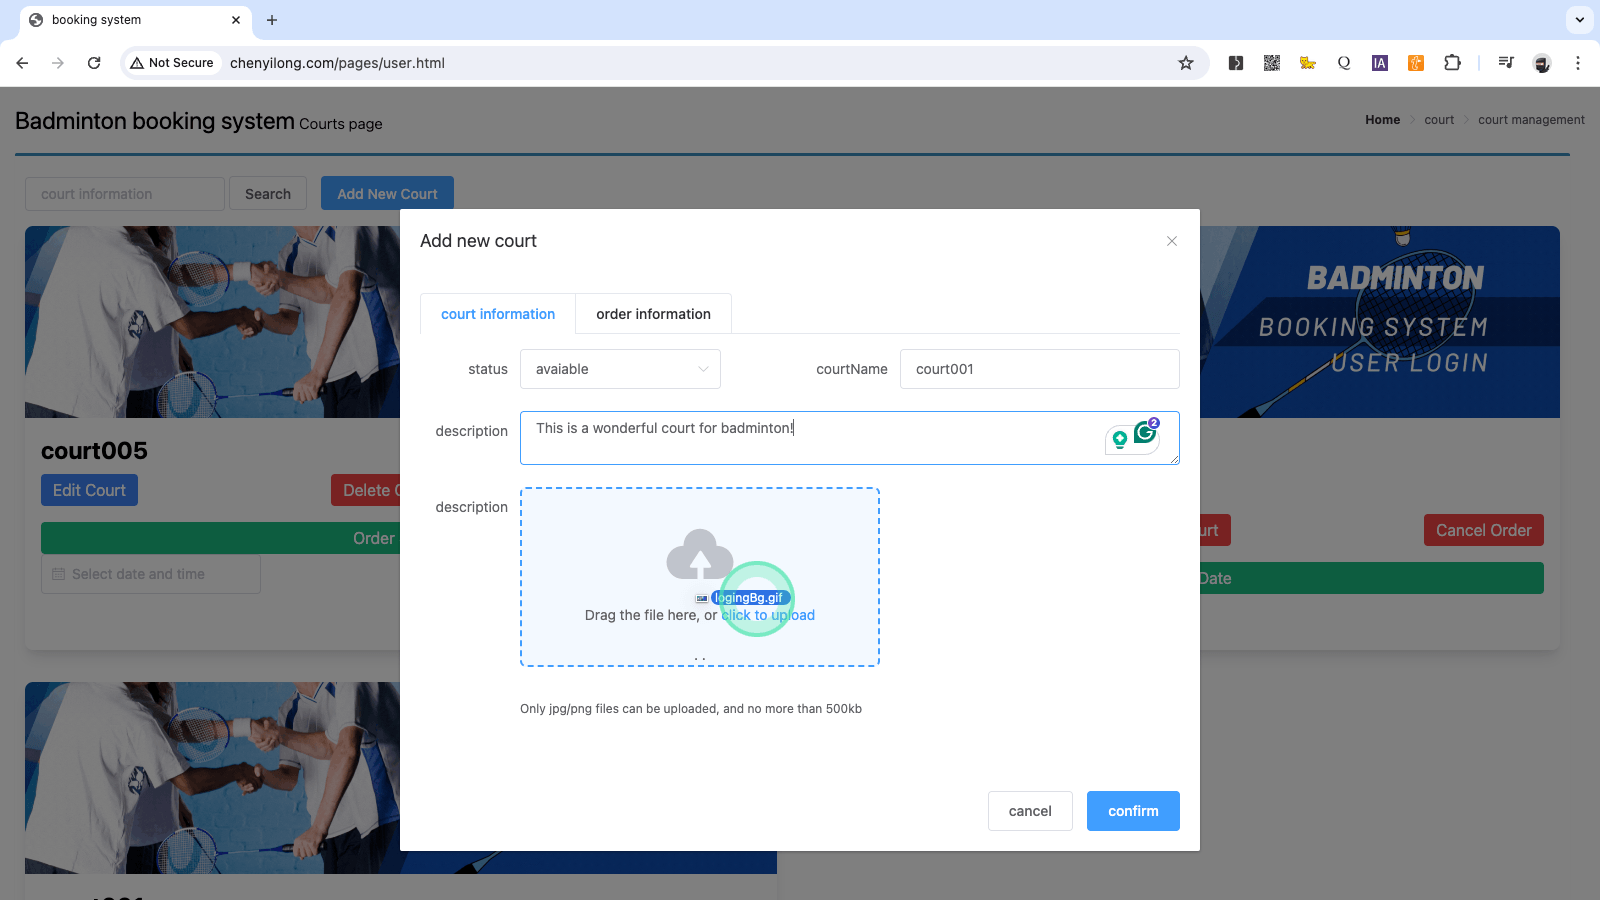 booking system
Not Secure
chenyilong.com/pages/user.html
IA
Badminton booking system Courts page
Home
court
court management
court information
Search
Add New Court
BADMINTON
BOOKING SYSTEM
USER LOGIN
Add new court
court information
order information
status
avaiable
courtName
court001
description
This is a wonderful court for badminton!
2
description
logingBg.gif
Drag the file here, or click to upload
Only jpg/png files can be uploaded, and no more than 500kb
cancel
confirm
court005
Edit Court
Delete
Order
Select date and time
Cancel Order
Date